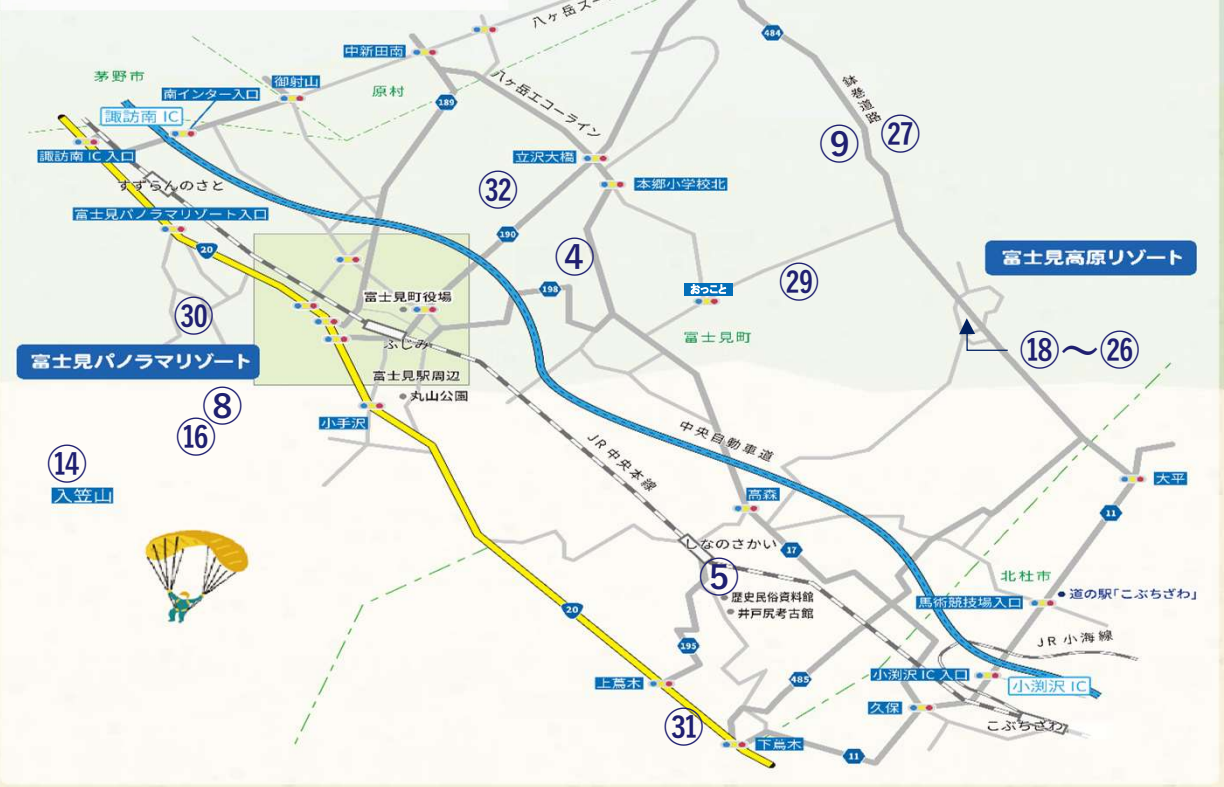 八ヶ岳ズー
484
中新田南
茅野市
御射山
八ヶ岳エコーライン
鉢巻道路
南インター入口
原村
189
諏訪南 IC
⑨
㉗
諏訪南 IC 入口
立沢大橋
すずらんのさと
㉜
本郷小学校北
富士見パノラマリゾート入口
190
20
④
富士見高原リゾート
198
㉙
おっこと
富士見町役場
㉚
富士見町
ふじみ
⑱～㉖
富士見パノラマリゾート
富士見駅周辺
丸山公園
⑧
小手沢
⑯
中央自動車道
JR中央本線
⑭
入笠山
大平
高森
11
しなのさかい
17
⑤
北杜市
歴史民俗資料館
馬術競技場入口
道の駅「こぶちざわ」
井戸尻考古館
20
195
JR 小海線
上蔦木
485
小渕沢 IC 入口
小渕沢 IC
久保
㉛
こぶちざわ
下蔦木
11